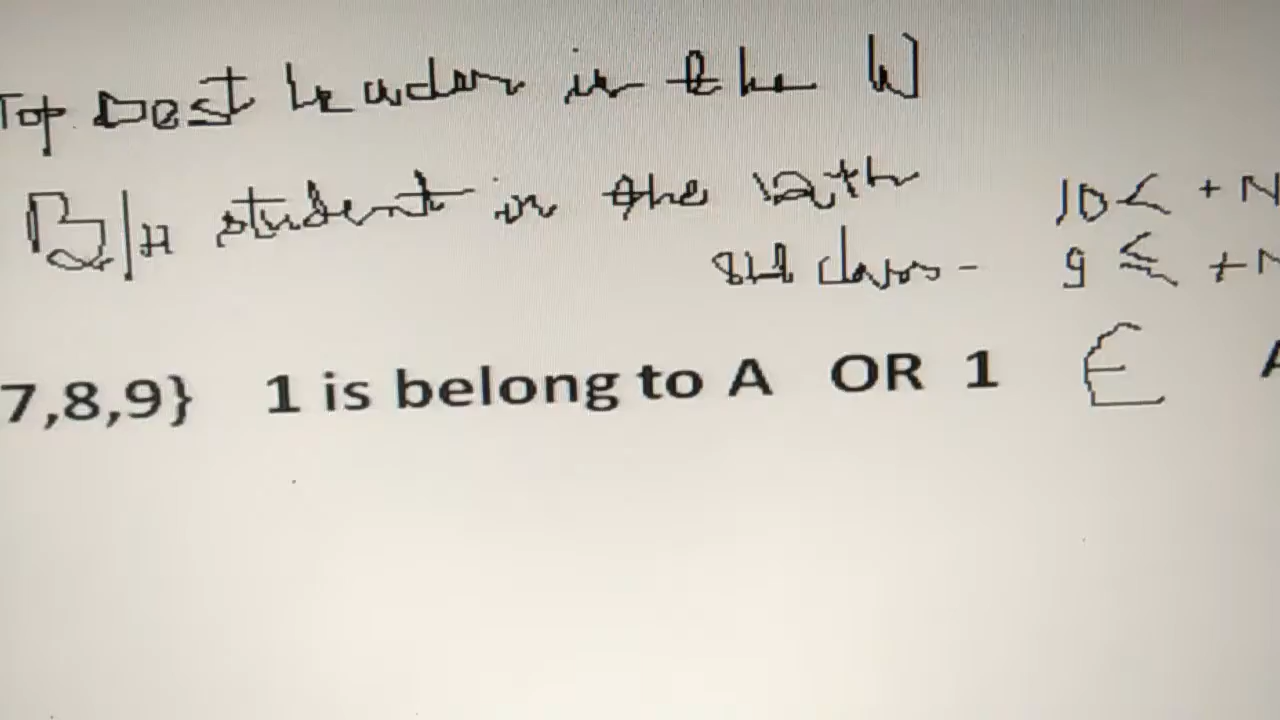 Top best leader in the W
B/H student in the 12th
std class - 
10 < + N
9 ≤ + N
7,8,9} 1 is belong to A OR 1 ∈ A